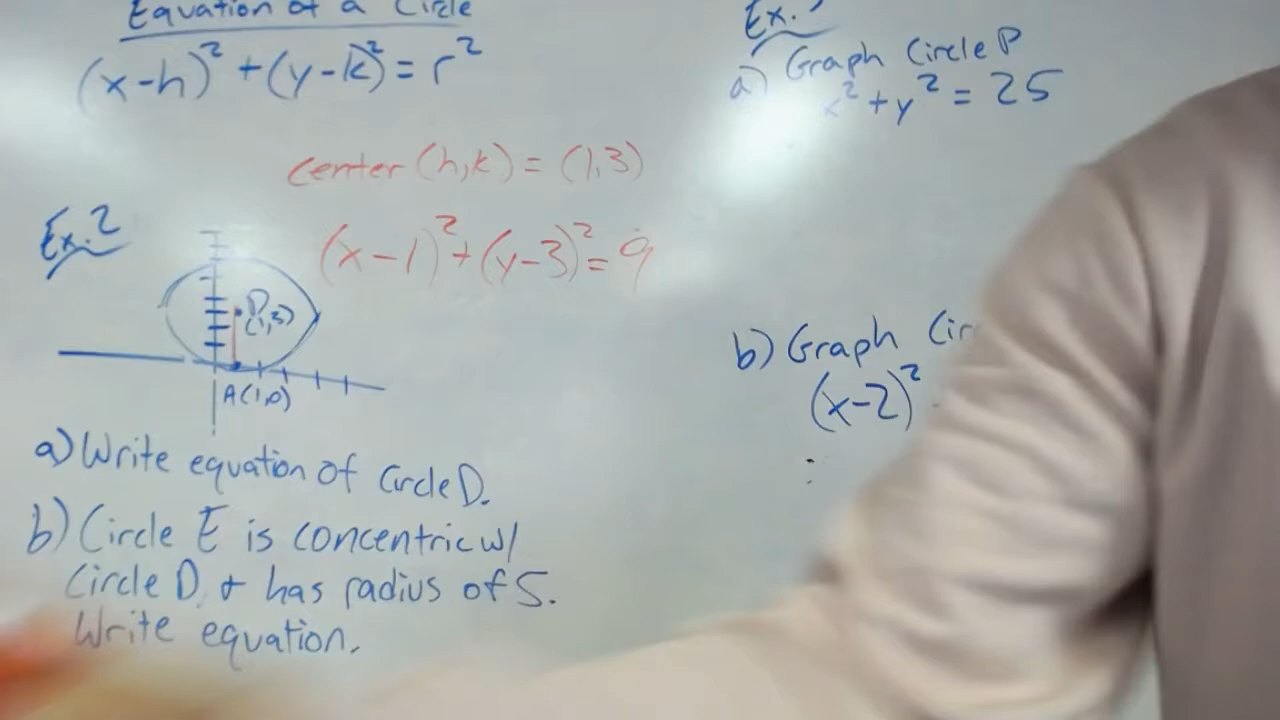 Equation of a Circle
(x-h)² + (y-k)² = r²
center (h,k) = (1,3)
Ex. 2
(x-1)² + (y-3)² = 9
D
(1,3)
A(1,0)
a) Write equation of Circle D.
b) Circle E is concentric w/
Circle D & has radius of 5.
Write equation.
Ex.
a) Graph Circle P
x² + y² = 25
b) Graph Cir
(x-2)²